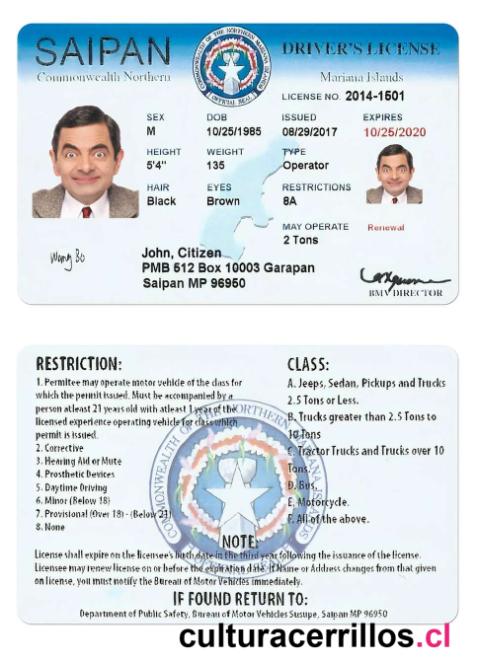 SAIPAN
Commonwealth Northern
COMMONWEALTH OF THE NORTHERN MARIANA ISLANDS
OFFICIAL SEAL
DRIVER'S LICENSE
Mariana Islands
LICENSE NO. 2014-1501
SEX DOB ISSUED EXPIRES
M 10/25/1985 08/29/2017 10/25/2020
HEIGHT WEIGHT TYPE
5'4" 135 Operator
HAIR EYES RESTRICTIONS
Black Brown 8A
MAY OPERATE Renewal
2 Tons
Wang Bo
John, Citizen
PMB 512 Box 10003 Garapan
Saipan MP 96950
BMV DIRECTOR
RESTRICTION:
1. Permitee may operate motor vehicle of the class for
which the permit issued. Must be accompanied by a
person atleast 21 years old with atleast 1 year of the
licensed experience operating vehicle for class which
permit is issued.
2. Corrective
3. Hearing Aid or Mute
4. Prosthetic Devices
5. Daytime Driving
6. Minor (Below 18)
7. Provisional (Over 18) - (Below 21)
8. None
CLASS:
A. Jeeps, Sedan, Pickups and Trucks
2.5 Tons or Less.
B. Trucks greater than 2.5 Tons to
10 Tons
C. Tractor Trucks and Trucks over 10
Tons.
D. Bus.
E. Motorcycle.
F. All of the above.
COMMONWEALTH OF THE NORTHERN MARIANA ISLANDS
NOTE:
License shall expire on the licensee's birth date in the third year following the issuance of the license.
Licensee may renew license on or before the expiration date. If Name or Address changes from that given
on license, you must notify the Bureau of Motor Vehicles immediately.
IF FOUND RETURN TO:
Department of Public Safety, Bureau of Motor Vehicles Susupe, Saipan MP 96950
culturacerrillos.cl